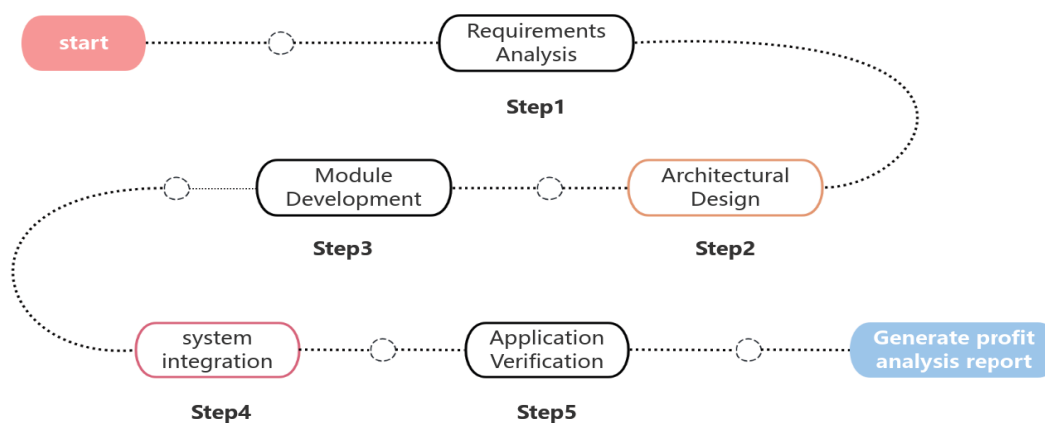 start
Requirements
Analysis
Step1
Module
Development
Architectural
Design
Step3
Step2
system
integration
Application
Verification
Generate profit
analysis report
Step4
Step5